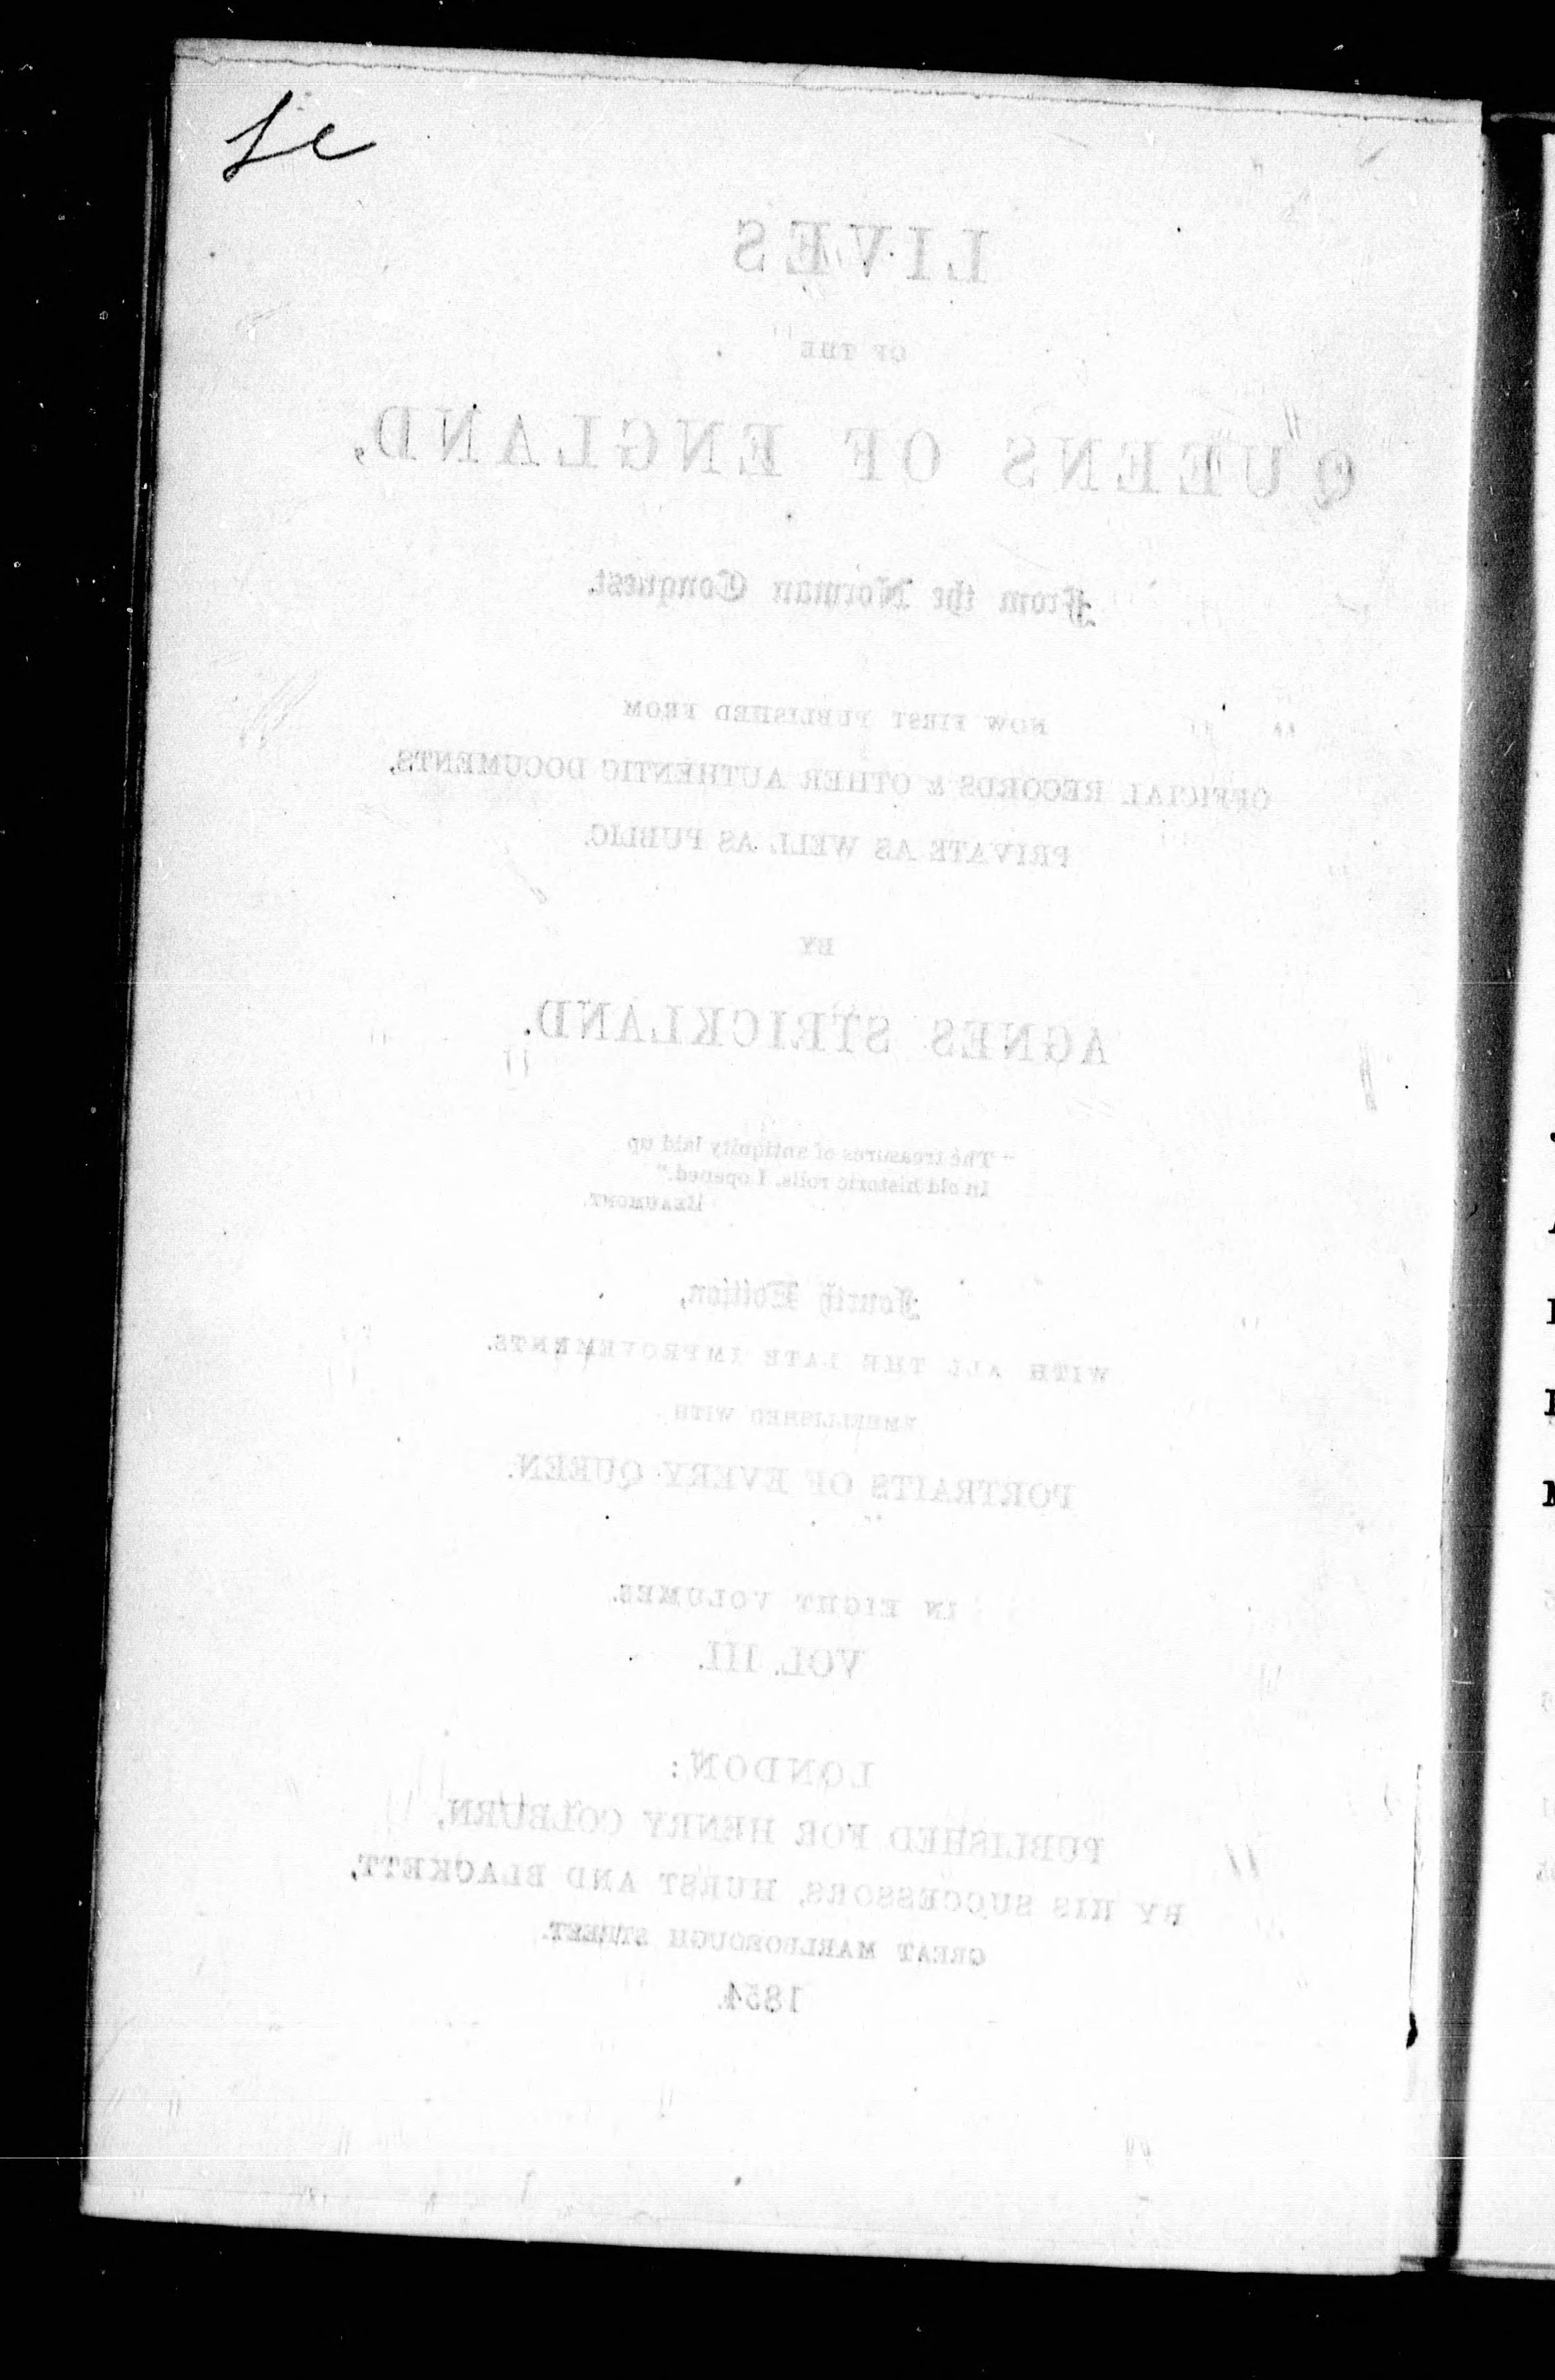 LIVES
OF THE
QUEENS OF ENGLAND,
From the Norman Conquest.
NOW FIRST PUBLISHED FROM
OFFICIAL RECORDS & OTHER AUTHENTIC DOCUMENTS,
PRIVATE AS WELL AS PUBLIC.
BY
AGNES STRICKLAND.
"The treasures of antiquity laid up
In old historic rolls, I opened."
BEAUMONT.
Fourth Edition,
WITH ALL THE LATE IMPROVEMENTS.
EMBELLISHED WITH
PORTRAITS OF EVERY QUEEN.
IN EIGHT VOLUMES.
VOL. III.
LONDON:
PUBLISHED FOR HENRY COLBURN,
BY HIS SUCCESSORS, HURST AND BLACKETT,
GREAT MARLBOROUGH STREET.
1854.